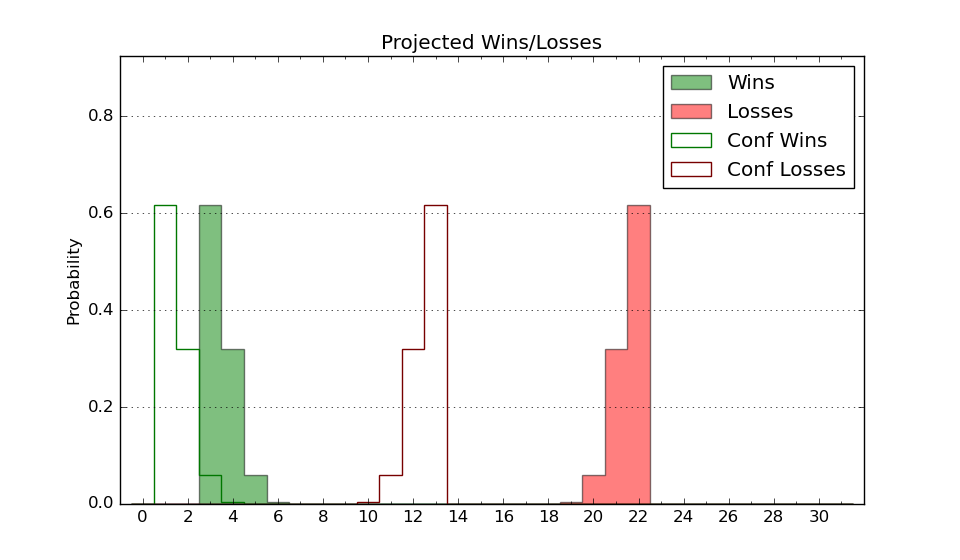 Projected Wins/Losses
Wins
Losses
Conf Wins
Conf Losses
Probability
0.8
0.6
0.4
0.2
0.0
0 2 4 6 8 10 12 14 16 18 20 22 24 26 28 30